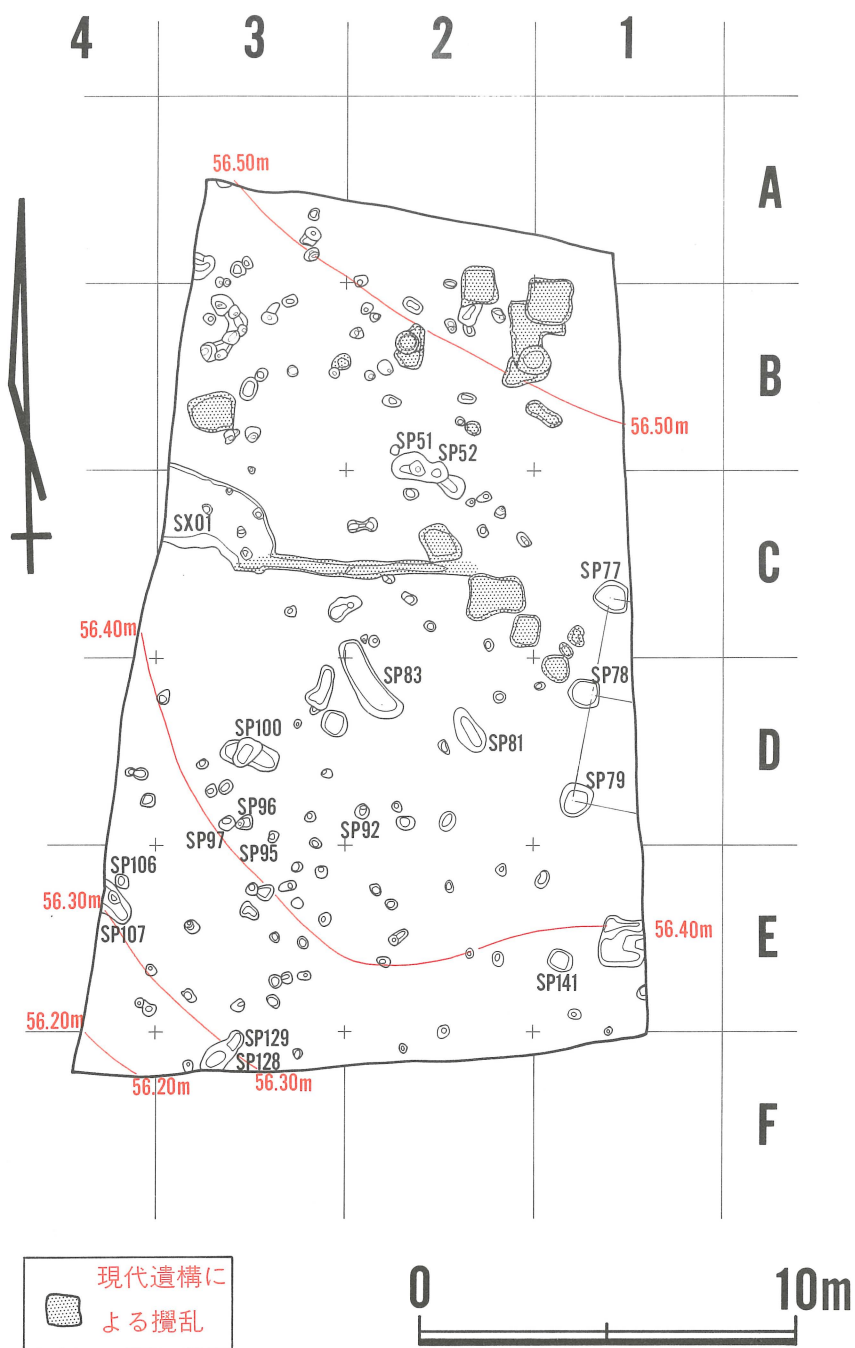 4 3 2 1
56.50m
A
B
56.50m
SP51
SP52
SX01
C
SP77
56.40m
SP83
SP78
SP100
SP81
D
SP79
SP96
SP92
SP97
SP95
SP106
56.30m
56.40m
SP107
E
SP141
56.20m
SP129
SP128
56.20m
56.30m
F
現代遺構に
よる攪乱
0 10m